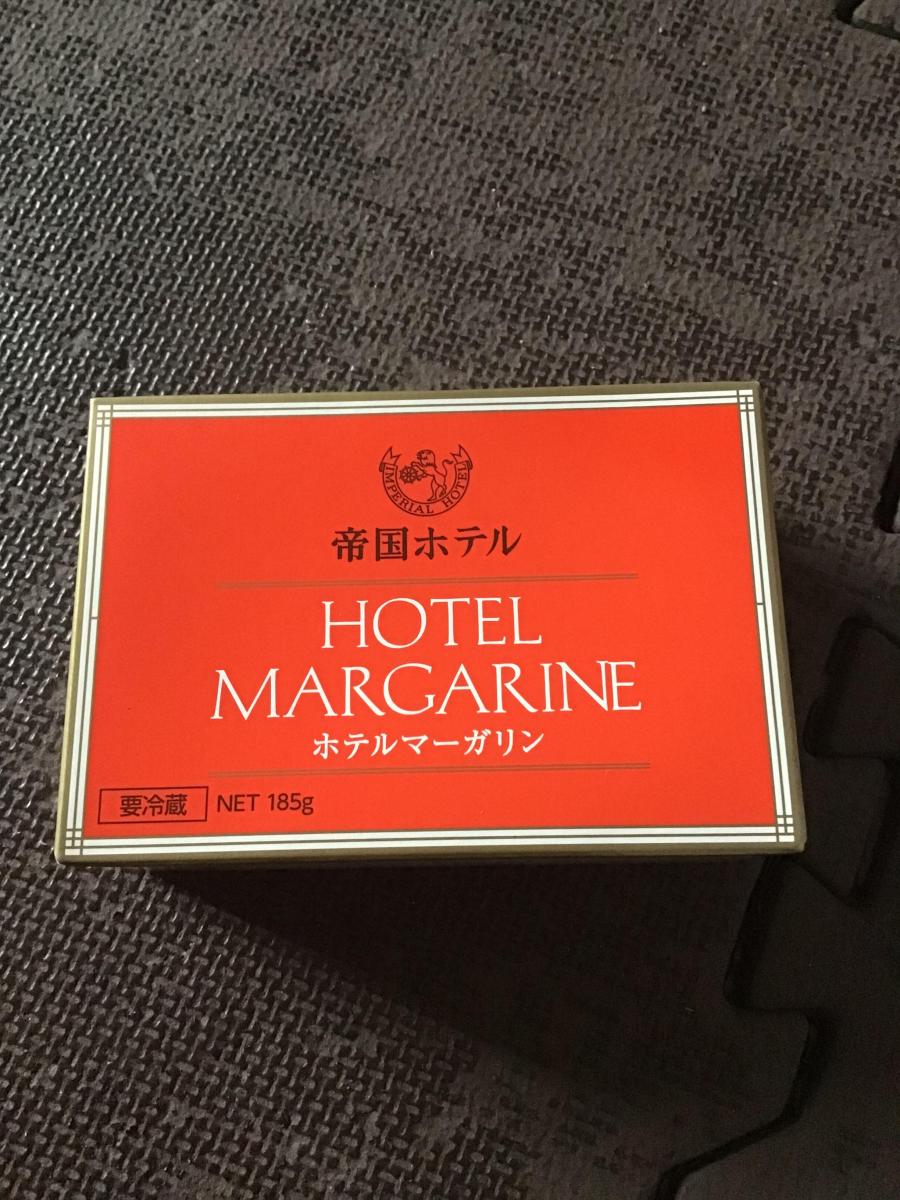 IMPERIAL HOTEL
帝国ホテル
HOTEL
MARGARINE
ホテルマーガリン
要冷蔵 NET 185g